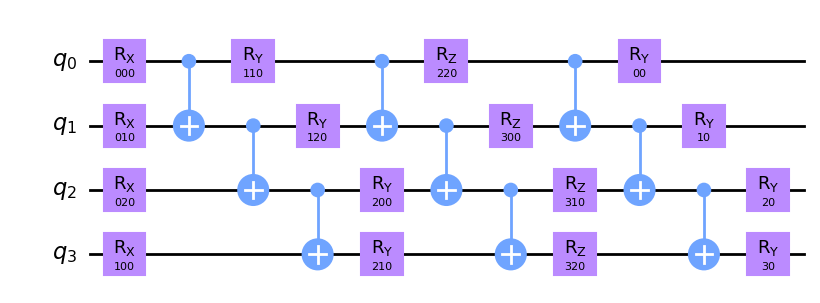 q0 RX 000 RY 110 RZ 220 RY 00
q1 RX 010 RY 120 RZ 300 RY 10
q2 RX 020 RY 200 RZ 310 RY 20
q3 RX 100 RY 210 RZ 320 RY 30